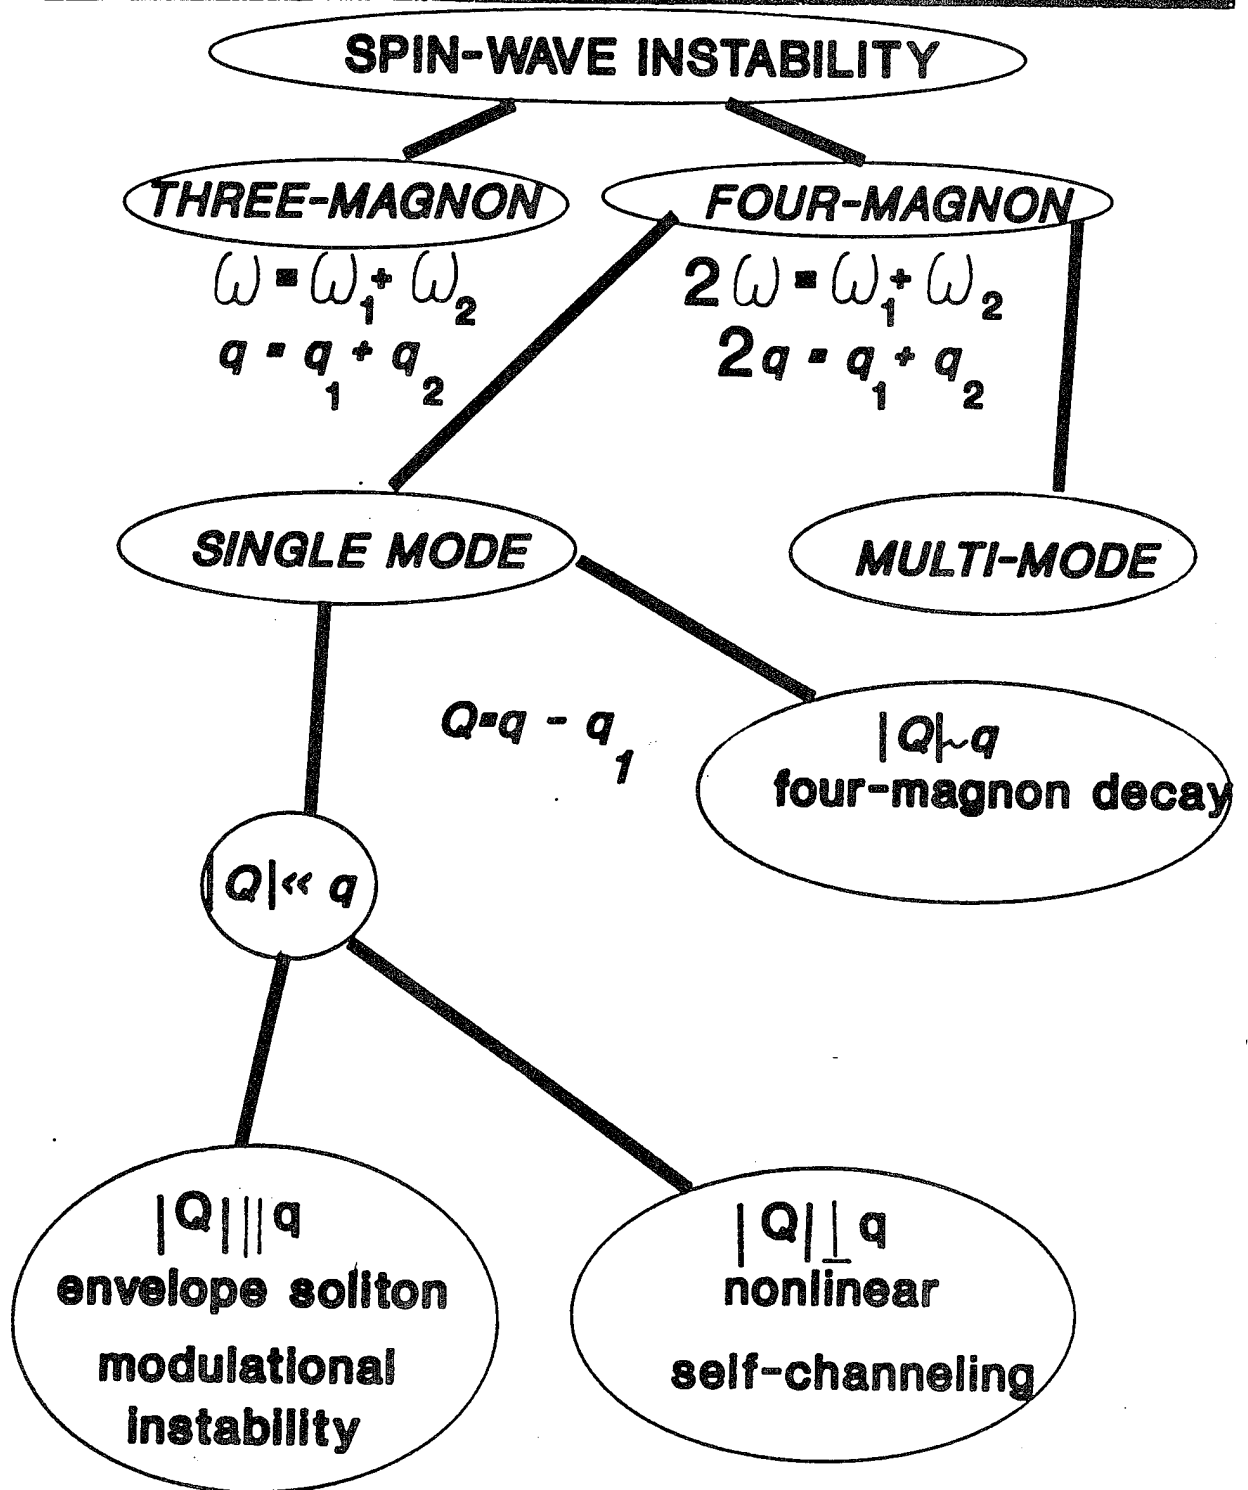 SPIN-WAVE INSTABILITY
THREE-MAGNON
FOUR-MAGNON
ω = ω₁ + ω₂
2ω = ω₁ + ω₂
q = q₁ + q₂
2q = q₁ + q₂
SINGLE MODE
MULTI-MODE
Q=q - q₁
|Q|~q
four-magnon decay
|Q|<< q
|Q| || q
envelope soliton
modulational
instability
|Q|⊥ q
nonlinear
self-channeling